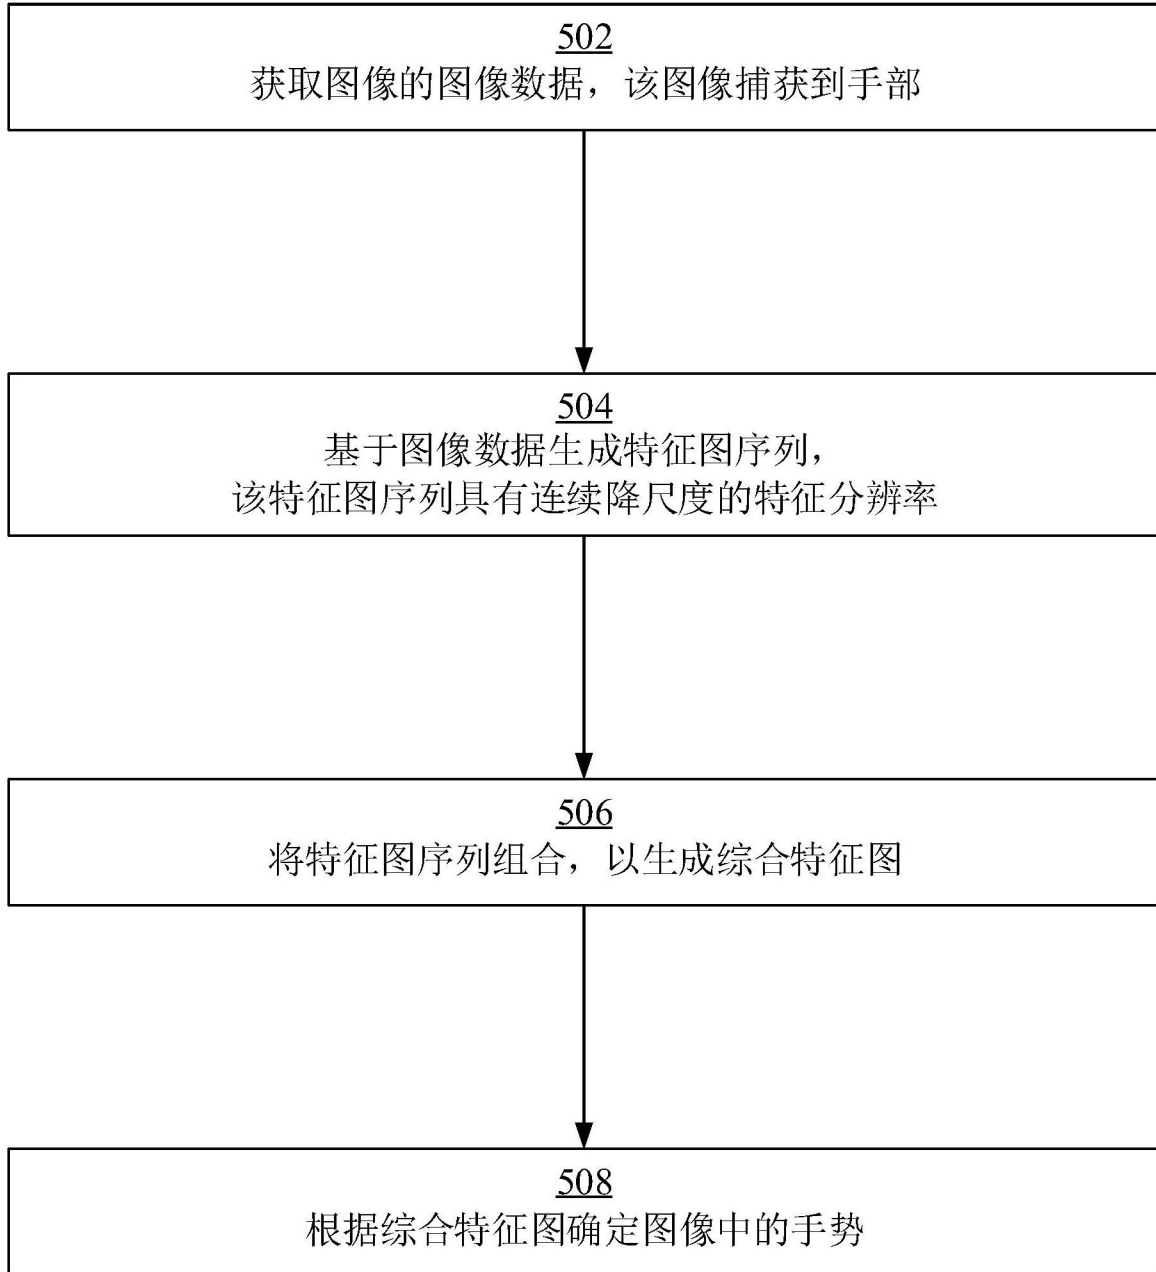 502
获取图像的图像数据，该图像捕获到手部
504
基于图像数据生成特征图序列，
该特征图序列具有连续降尺度的特征分辨率
506
将特征图序列组合，以生成综合特征图
508
根据综合特征图确定图像中的手势